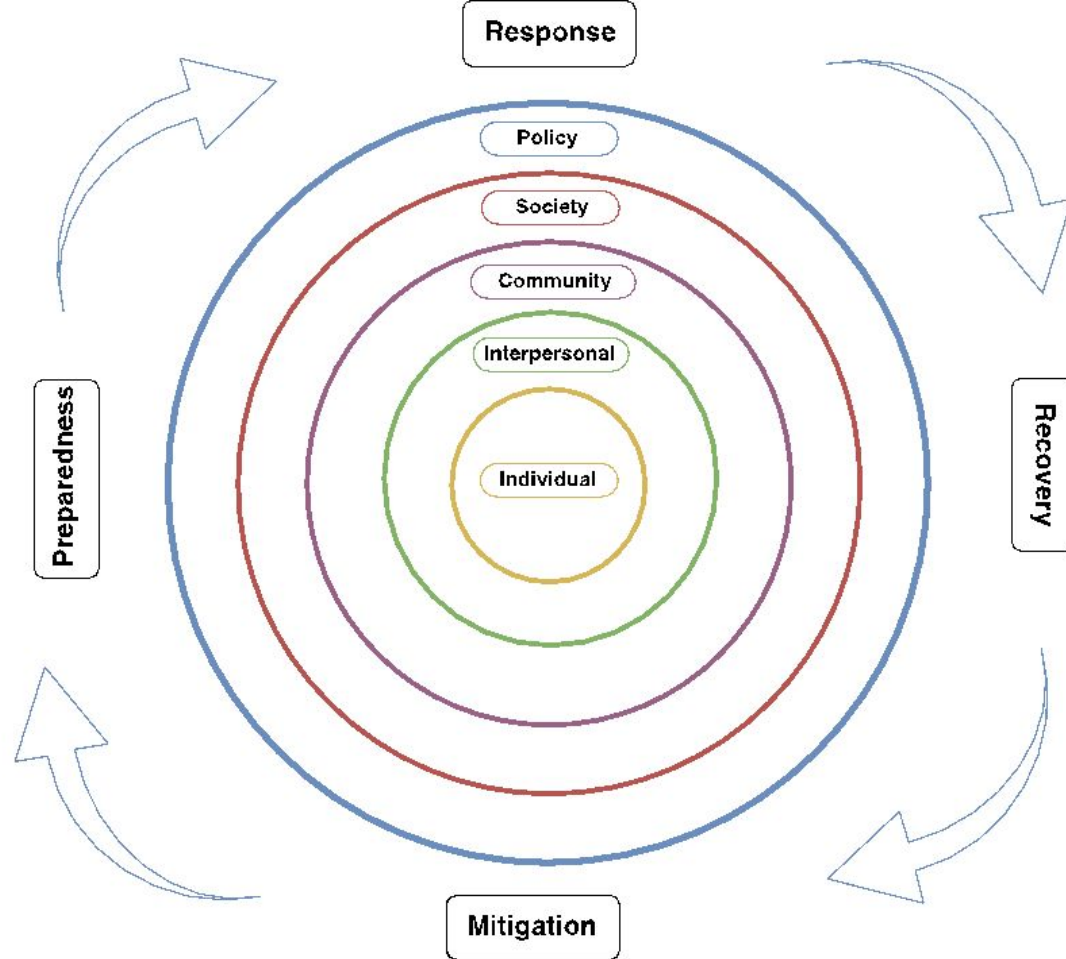 Response
Policy
Society
Community
Interpersonal
Individual
Preparedness
Recovery
Mitigation